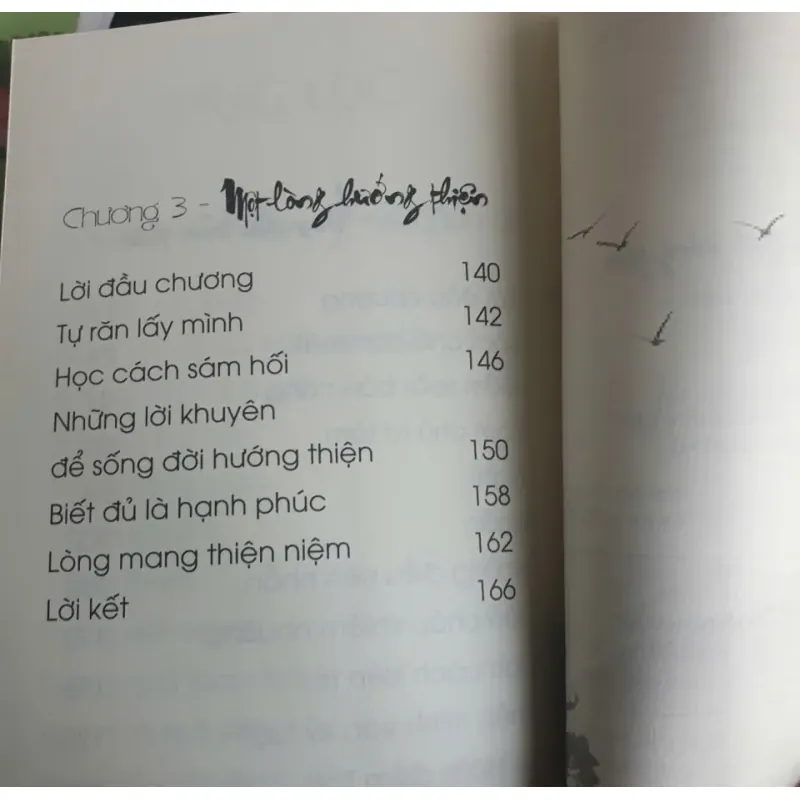 Chương 3 - Một lòng hướng thiện
Lời đầu chương 140
Tự răn lấy mình 142
Học cách sám hối 146
Những lời khuyên
để sống đời hướng thiện 150
Biết đủ là hạnh phúc 158
Lòng mang thiện niệm 162
Lời kết 166